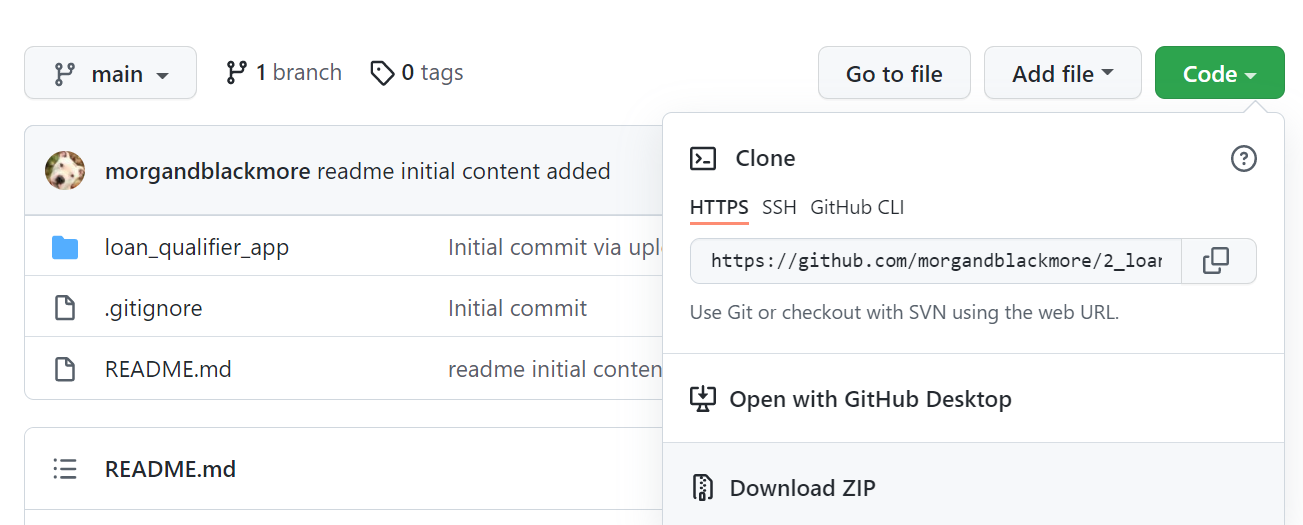 main 1 branch 0 tags Go to file Add file Code
morgandblackmore readme initial content added
loan_qualifier_app Initial commit via upl
.gitignore Initial commit
README.md readme initial conten
README.md
Clone
HTTPS SSH GitHub CLI
https://github.com/morgandblackmore/2_loan
Use Git or checkout with SVN using the web URL.
Open with GitHub Desktop
Download ZIP